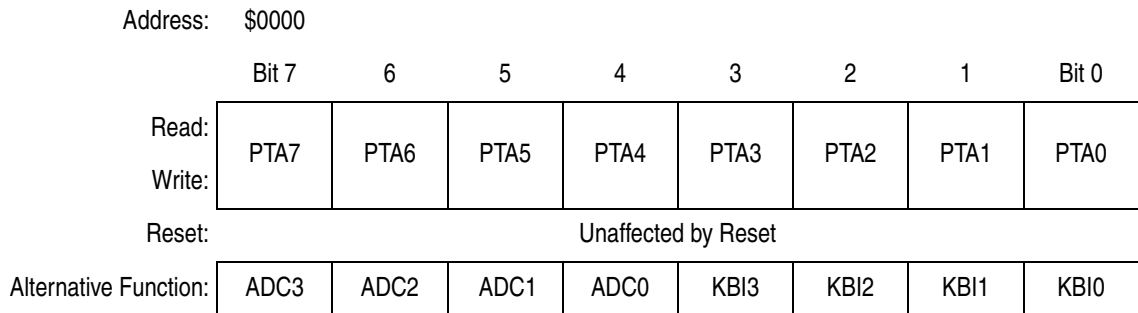 Address: $0000
Bit 7 6 5 4 3 2 1 Bit 0
Read:
PTA7 PTA6 PTA5 PTA4 PTA3 PTA2 PTA1 PTA0
Write:
Reset: Unaffected by Reset
Alternative Function: ADC3 ADC2 ADC1 ADC0 KBI3 KBI2 KBI1 KBI0